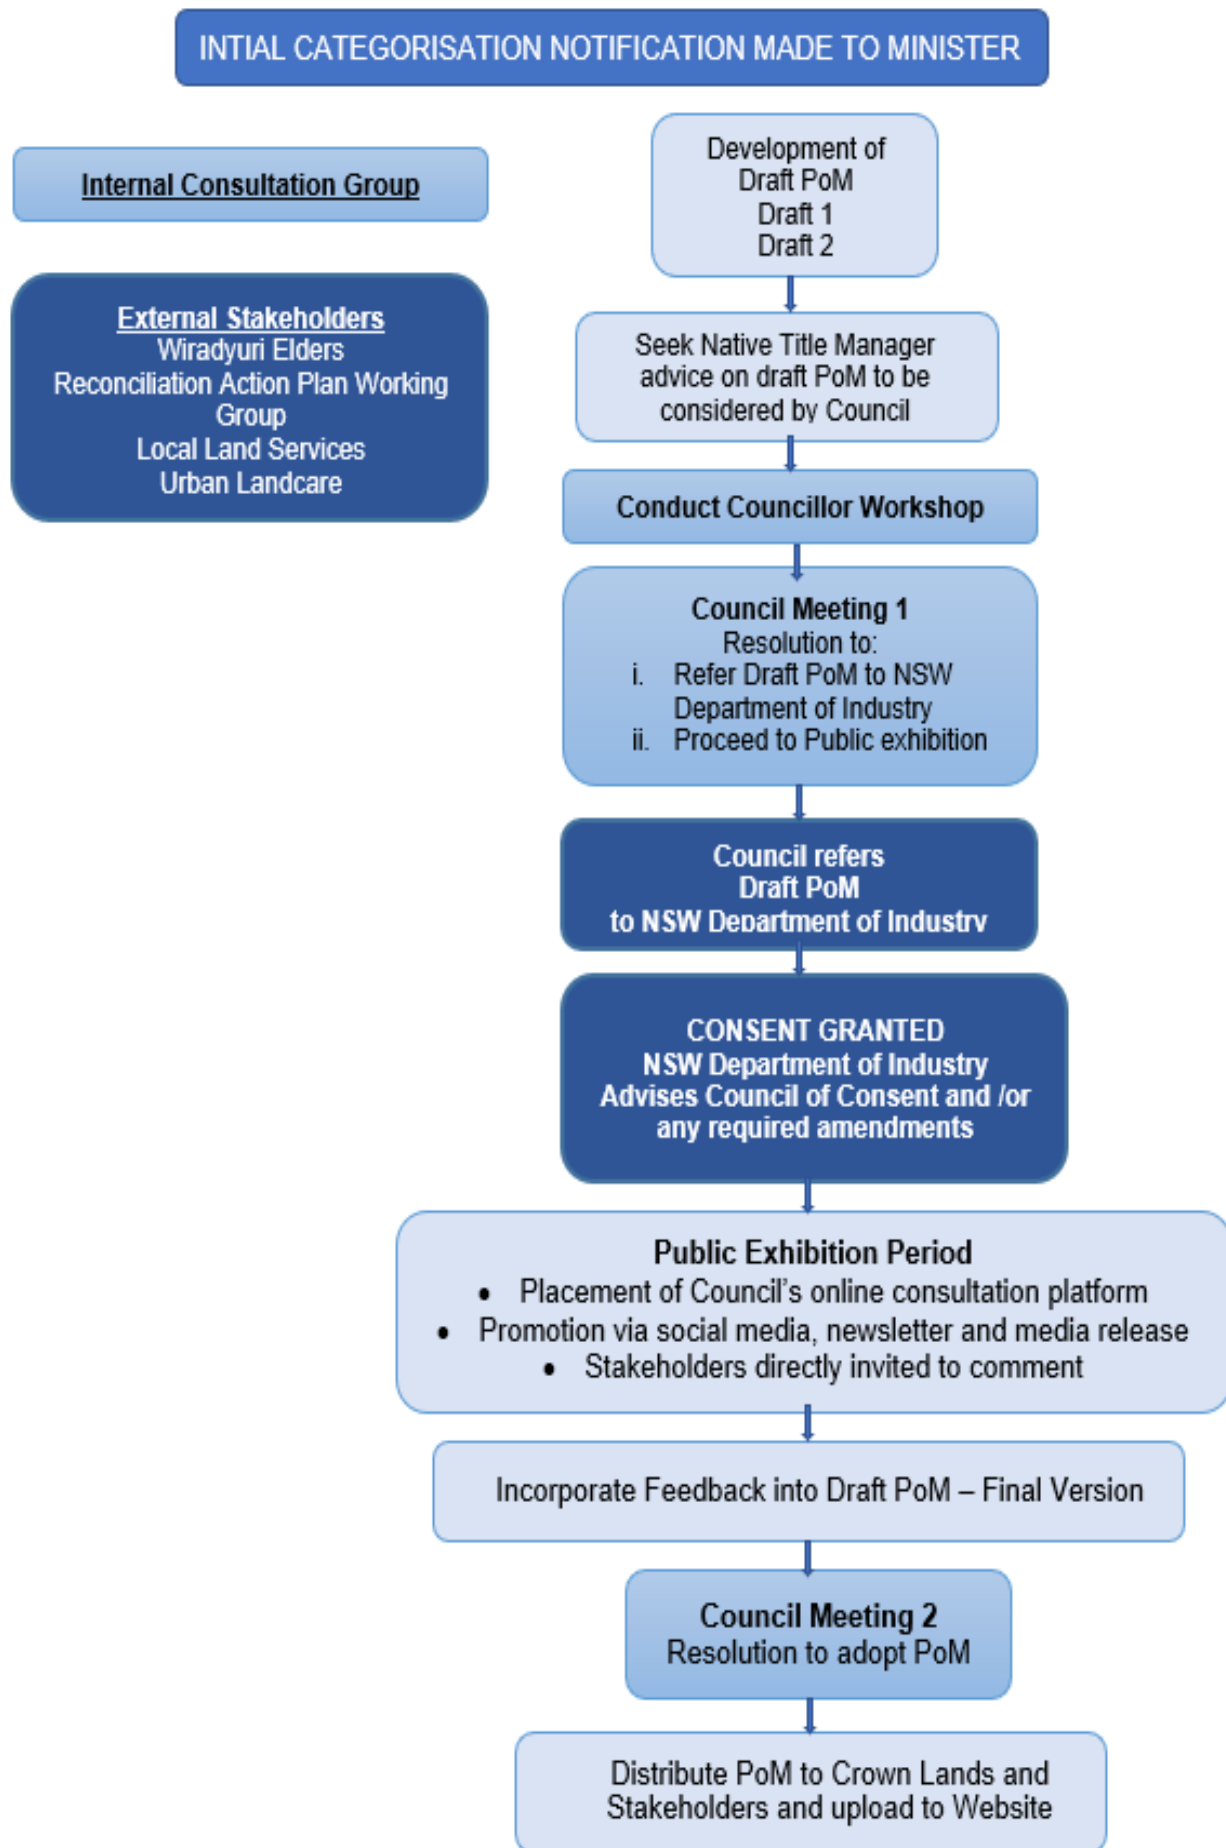 INTIAL CATEGORISATION NOTIFICATION MADE TO MINISTER
Internal Consultation Group
External Stakeholders
Wiradyuri Elders
Reconciliation Action Plan Working
Group
Local Land Services
Urban Landcare
Development of
Draft PoM
Draft 1
Draft 2
Seek Native Title Manager
advice on draft PoM to be
considered by Council
Conduct Councillor Workshop
Council Meeting 1
Resolution to:
i. Refer Draft PoM to NSW
Department of Industry
ii. Proceed to Public exhibition
Council refers
Draft PoM
to NSW Department of Industry
CONSENT GRANTED
NSW Department of Industry
Advises Council of Consent and /or
any required amendments
Public Exhibition Period
• Placement of Council’s online consultation platform
• Promotion via social media, newsletter and media release
• Stakeholders directly invited to comment
Incorporate Feedback into Draft PoM – Final Version
Council Meeting 2
Resolution to adopt PoM
Distribute PoM to Crown Lands and
Stakeholders and upload to Website